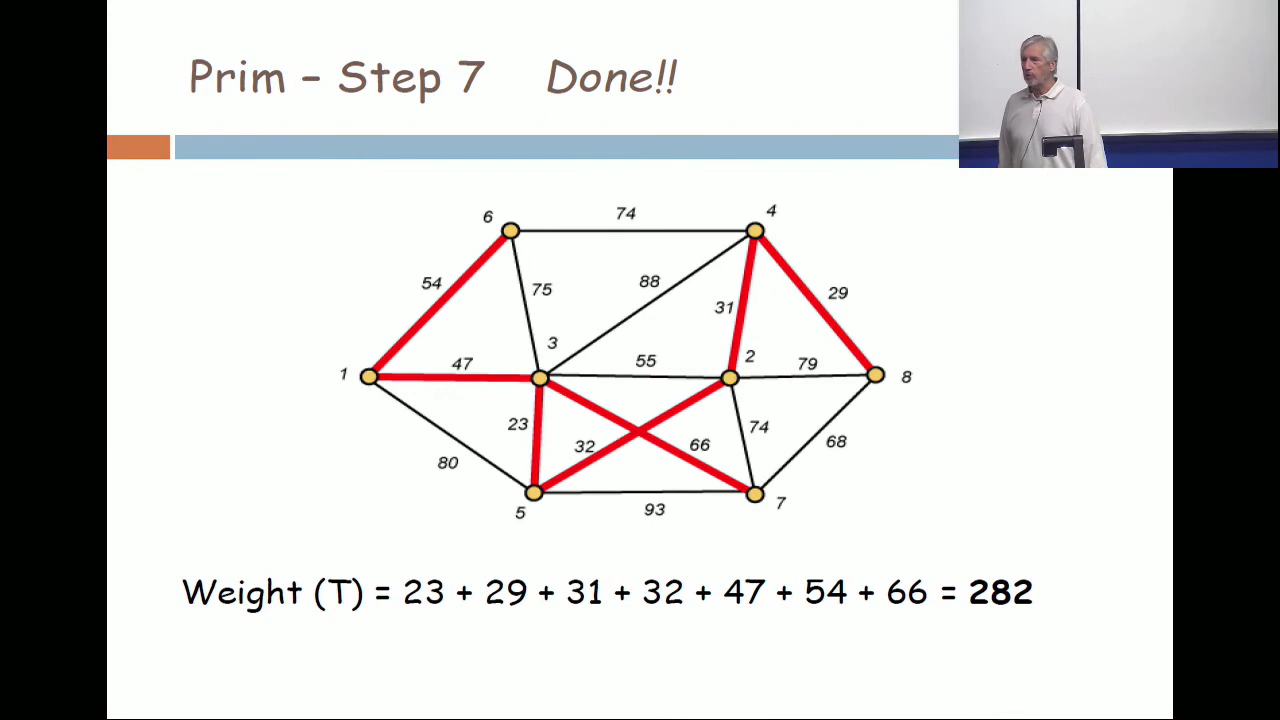 Prim – Step 7 Done!!
6 74 4
54 75 88 31 29
3 2
1 47 55 79 8
23 32 66 74 68
80
5 93 7
Weight (T) = 23 + 29 + 31 + 32 + 47 + 54 + 66 = 282